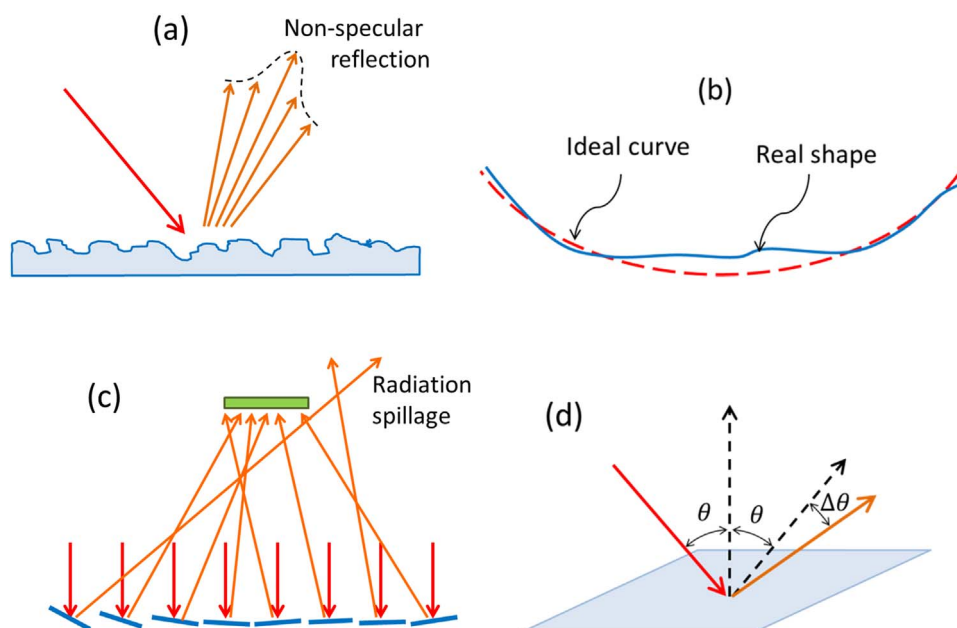 (a)
Non-specular
reflection
(b)
Ideal curve
Real shape
(c)
Radiation
spillage
(d)
θ
θ
Δθ